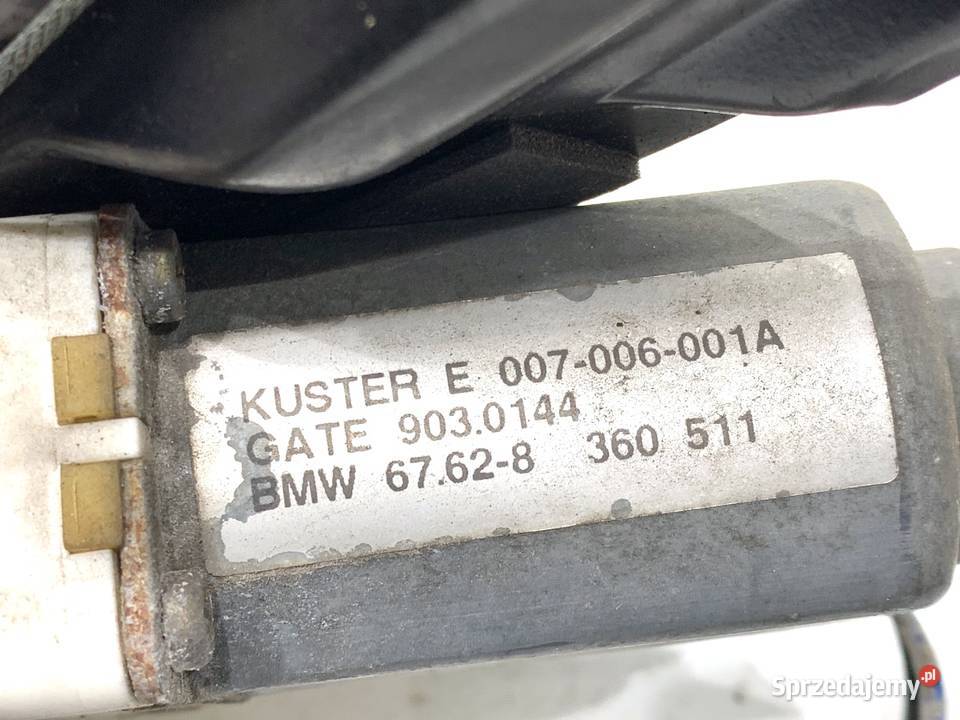 KUSTER E 007-006-001A
GATE 903.0144
BMW 67.62-8 360 511
Sprzedajemy.pl